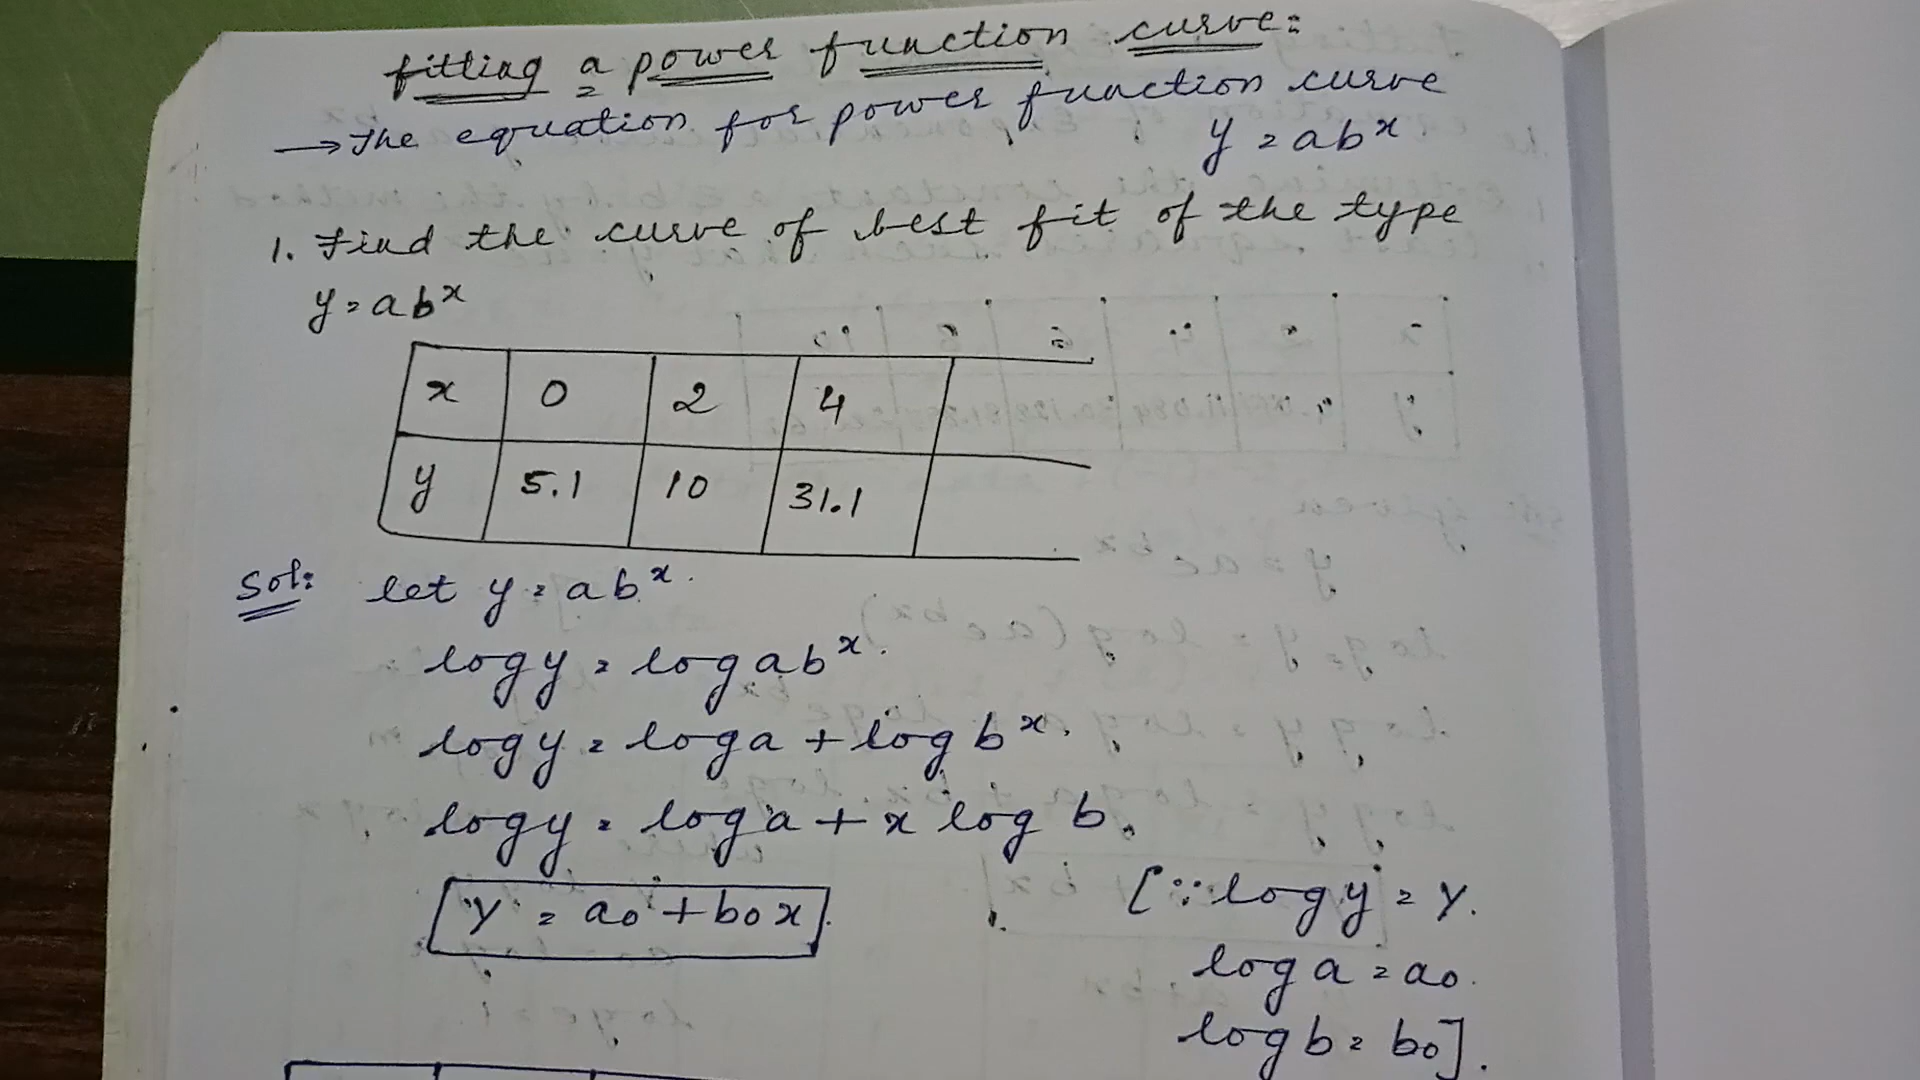 fitting a power function curve:
→ The equation for power function curve
y = ab^x
1. Find the curve of best fit of the type
y = ab^x
x 0 2 4
y 5.1 10 31.1
Sol: let y = ab^x.
log y = log ab^x.
log y = log a + log b^x.
log y = log a + x log b.
Y = a0 + b0 x [∵ log y = Y.
log a = a0.
log b = b0].